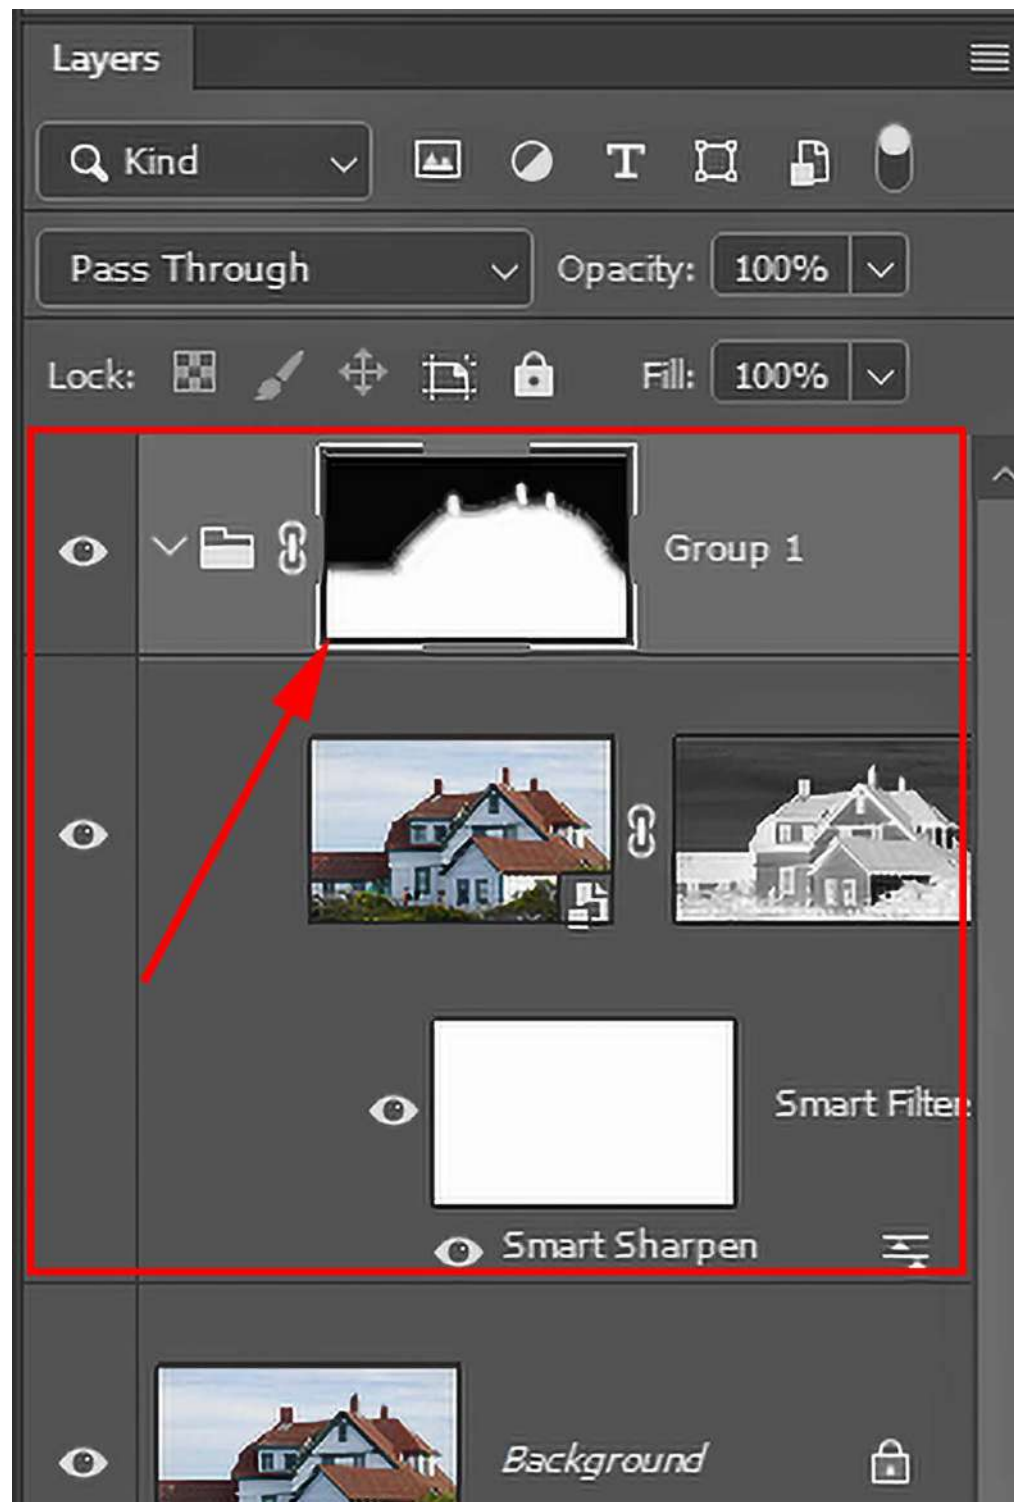 Layers
Kind
Pass Through Opacity: 100%
Lock: Fill: 100%
Group 1
Smart Filte
Smart Sharpen
Background